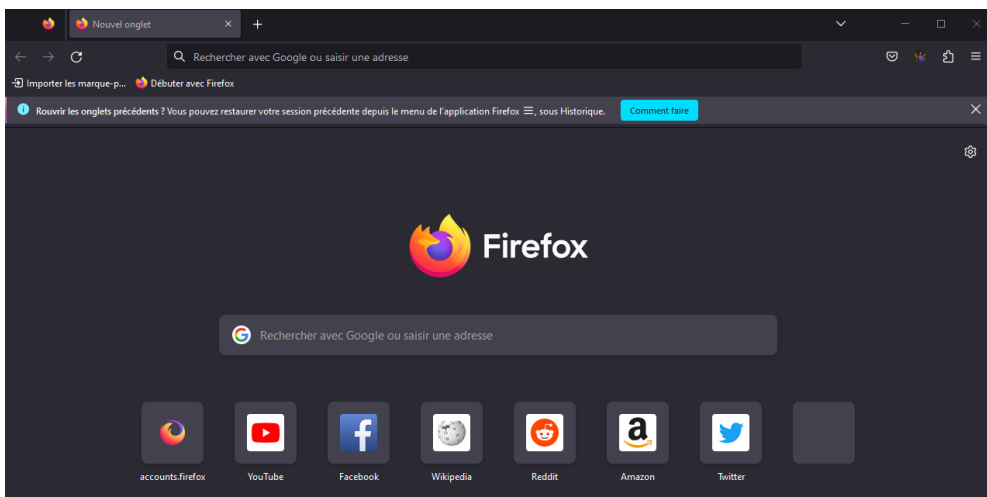 Nouvel onglet
Rechercher avec Google ou saisir une adresse
Importer les marque-p... Débuter avec Firefox
Rouvrir les onglets précédents ? Vous pouvez restaurer votre session précédente depuis le menu de l'application Firefox ☰, sous Historique. Comment faire
Firefox
Rechercher avec Google ou saisir une adresse
accounts.firefox YouTube Facebook Wikipedia Reddit Amazon Twitter